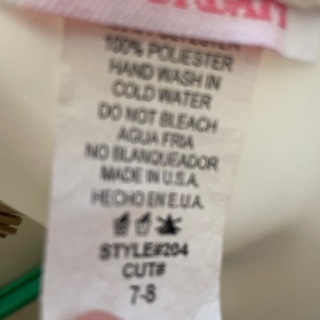 100% POLIESTER
HAND WASH IN
COLD WATER
DO NOT BLEACH
AGUA FRIA
NO BLANQUEADOR
MADE IN U.S.A.
HECHO EN E.U.A.
STYLE#204
CUT#
7-8